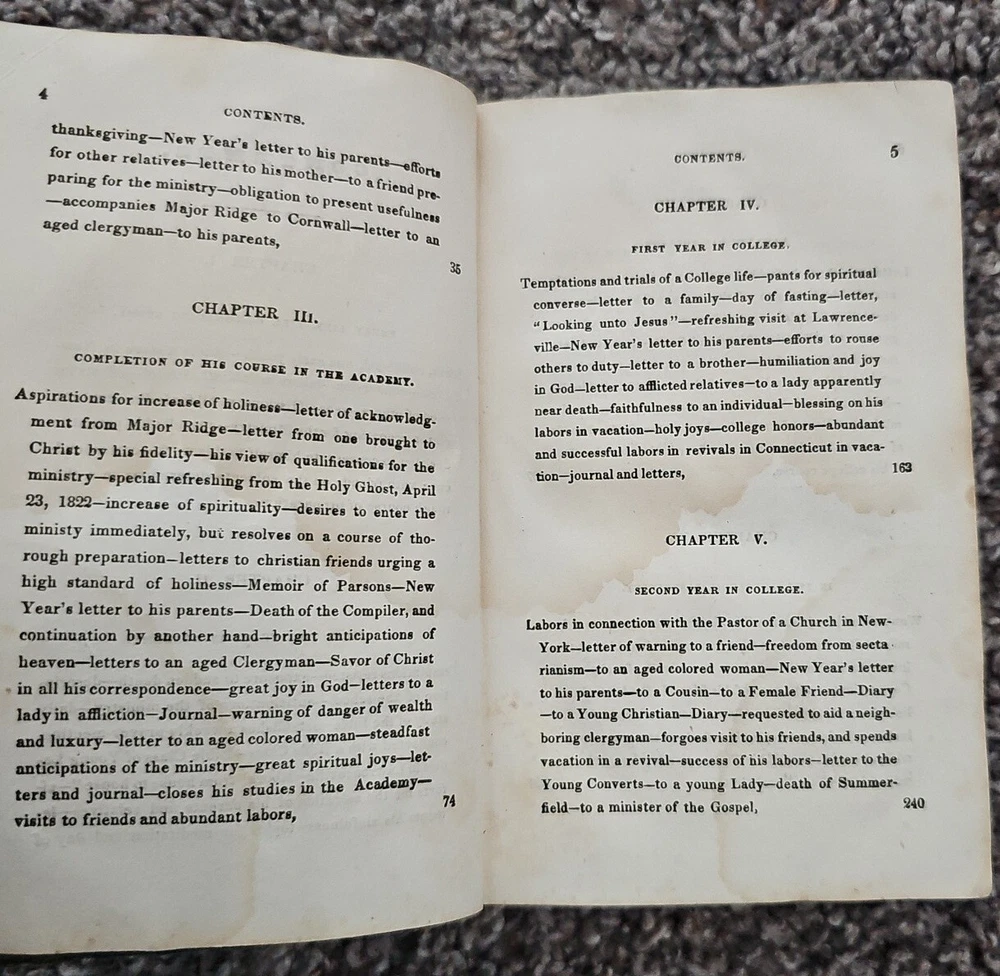 4
CONTENTS.
thanksgiving—New Year's letter to his parents—efforts
for other relatives—letter to his mother—to a friend pre-
paring for the ministry—obligation to present usefulness
—accompanies Major Ridge to Cornwall—letter to an
aged clergyman—to his parents,
35
CHAPTER III.
COMPLETION OF HIS COURSE IN THE ACADEMY.
Aspirations for increase of holiness—letter of acknowledg-
ment from Major Ridge—letter from one brought to
Christ by his fidelity—his view of qualifications for the
ministry—special refreshing from the Holy Ghost, April
23, 1822—increase of spirituality—desires to enter the
ministy immediately, but resolves on a course of tho-
rough preparation—letters to christian friends urging a
high standard of holiness—Memoir of Parsons—New
Year's letter to his parents—Death of the Compiler, and
continuation by another hand—bright anticipations of
heaven—letters to an aged Clergyman—Savor of Christ
in all his correspondence—great joy in God—letters to a
lady in affliction—Journal—warning of danger of wealth
and luxury—letter to an aged colored woman—steadfast
anticipations of the ministry—great spiritual joys—let-
ters and journal—closes his studies in the Academy—
visits to friends and abundant labors,
74
CONTENTS.
5
CHAPTER IV.
FIRST YEAR IN COLLEGE.
Temptations and trials of a College life—pants for spiritual
converse—letter to a family—day of fasting—letter,
"Looking unto Jesus"—refreshing visit at Lawrence-
ville—New Year's letter to his parents—efforts to rouse
others to duty—letter to a brother—humiliation and joy
in God—letter to afflicted relatives—to a lady apparently
near death—faithfulness to an individual—blessing on his
labors in vacation—holy joys—college honors—abundant
and successful labors in revivals in Connecticut in vaca-
tion—journal and letters,
163
CHAPTER V.
SECOND YEAR IN COLLEGE.
Labors in connection with the Pastor of a Church in New-
York—letter of warning to a friend—freedom from secta-
rianism—to an aged colored woman—New Year's letter
to his parents—to a Cousin—to a Female Friend—Diary
—to a Young Christian—Diary—requested to aid a neigh-
boring clergyman—forgoes visit to his friends, and spends
vacation in a revival—success of his labors—letter to the
Young Converts—to a young Lady—death of Summer-
field—to a minister of the Gospel,
240